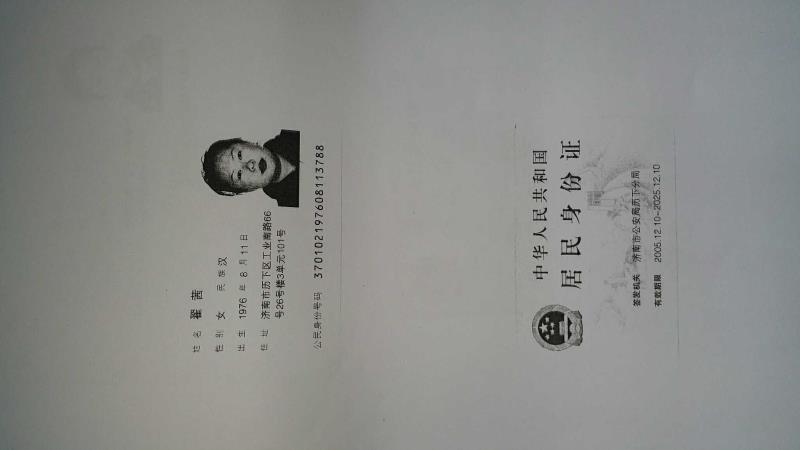 姓名 翟茜
性别 女 民族 汉
出生 1976 年 8 月 11 日
住址 济南市历下区工业南路66
号26号楼3单元101号
公民身份号码 370102197608113788
中华人民共和国
居民身份证
签发机关 济南市公安局历下分局
有效期限 2005.12.10-2025.12.10